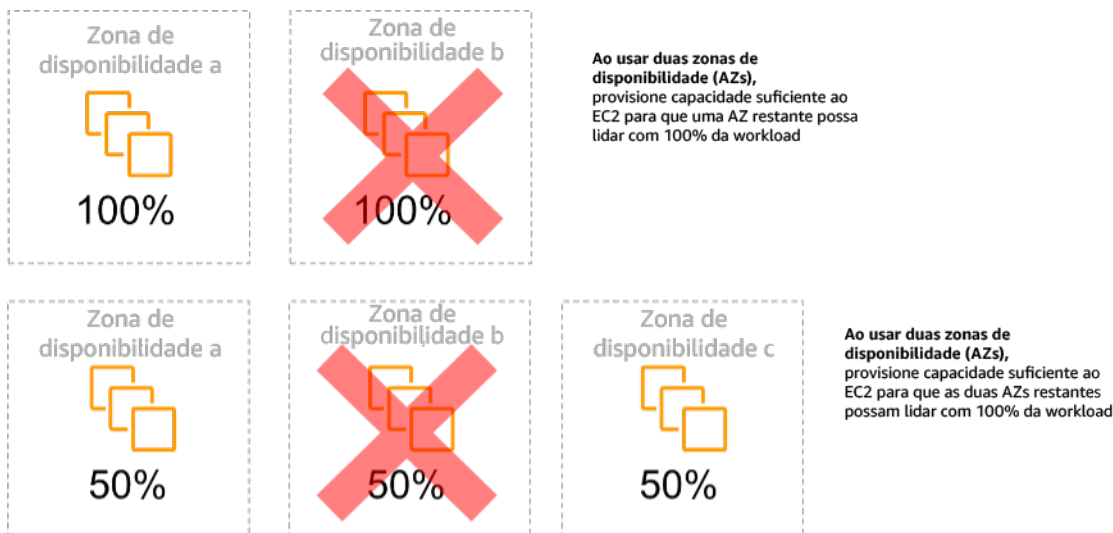 Zona de
disponibilidade a
100%
Zona de
disponibilidade b
100%
Ao usar duas zonas de
disponibilidade (AZs),
provisione capacidade suficiente ao
EC2 para que uma AZ restante possa
lidar com 100% da workload
Zona de
disponibilidade a
50%
Zona de
disponibilidade b
50%
Zona de
disponibilidade c
50%
Ao usar duas zonas de
disponibilidade (AZs),
provisione capacidade suficiente ao
EC2 para que as duas AZs restantes
possam lidar com 100% da workload